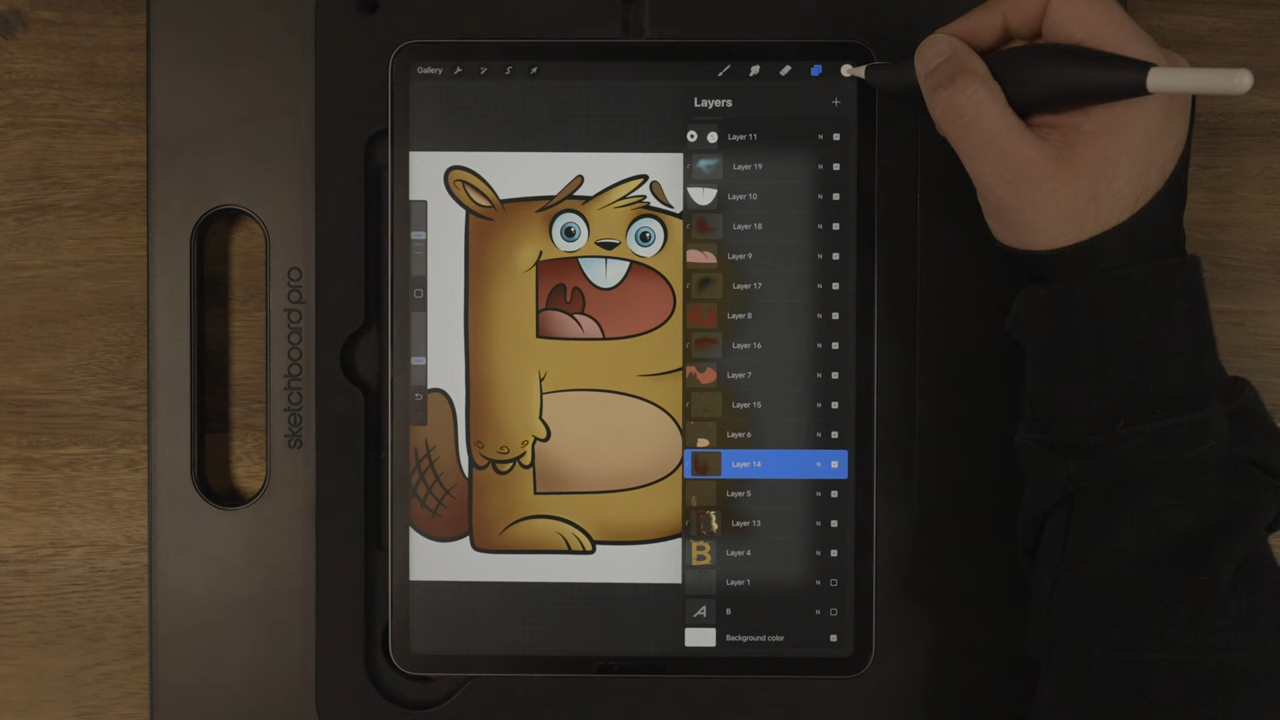 sketchboard pro
Gallery
Layers
Layer 11 N
Layer 19 N
Layer 10 N
Layer 18 N
Layer 9 N
Layer 17 N
Layer 8 N
Layer 16 N
Layer 7 N
Layer 15 N
Layer 6 N
Layer 14 N
Layer 5 N
Layer 13 N
B Layer 4 N
Layer 1 N
A B N
Background color